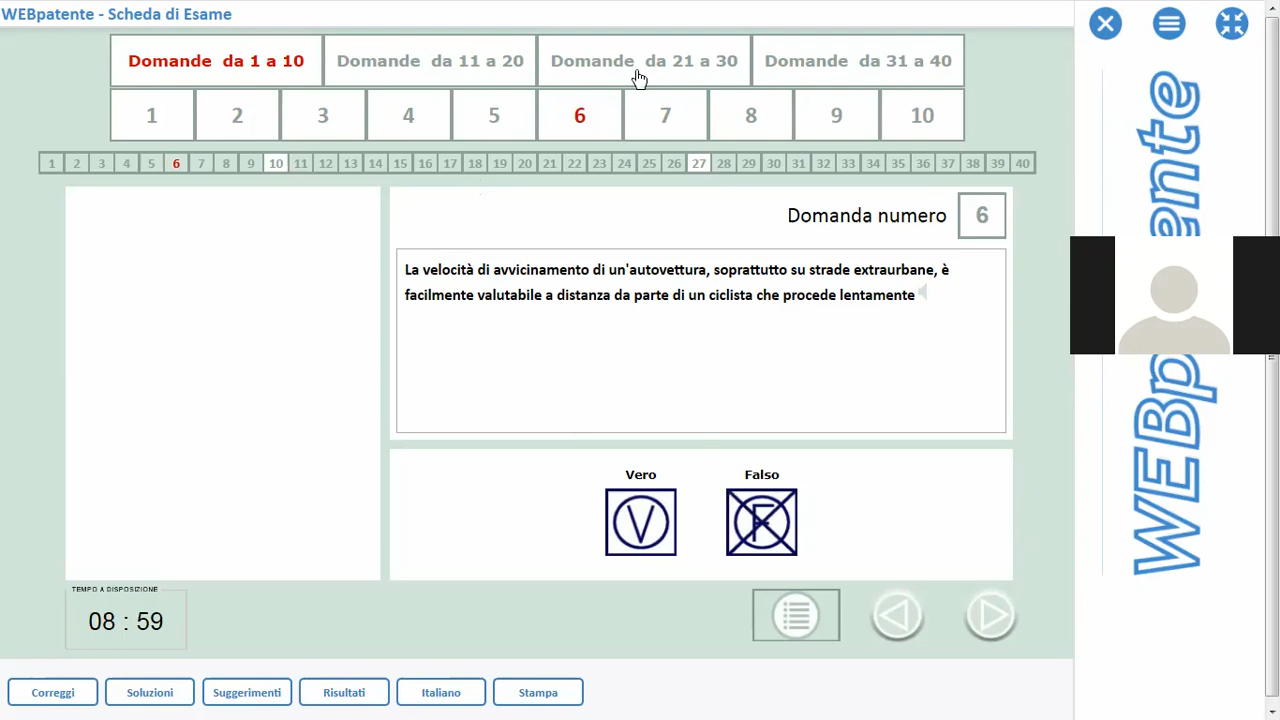 WEBpatente - Scheda di Esame
Domande da 1 a 10
Domande da 11 a 20
Domande da 21 a 30
Domande da 31 a 40
1 2 3 4 5 6 7 8 9 10
1 2 3 4 5 6 7 8 9 10 11 12 13 14 15 16 17 18 19 20 21 22 23 24 25 26 27 28 29 30 31 32 33 34 35 36 37 38 39 40
Domanda numero 6
La velocità di avvicinamento di un'autovettura, soprattutto su strade extraurbane, è
facilmente valutabile a distanza da parte di un ciclista che procede lentamente
Vero Falso
V F
TEMPO A DISPOSIZIONE
08 : 59
Correggi Soluzioni Suggerimenti Risultati Italiano Stampa
WEBp
ente